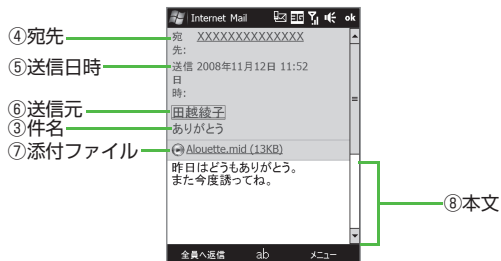 Internet Mail 3G ok
④宛先
宛先: XXXXXXXXXXXXXX
⑤送信日時
送信日時: 2008年11月12日 11:52
⑥送信元
田越綾子
③件名
ありがとう
⑦添付ファイル
Alouette.mid (13KB)
昨日はどうもありがとう。
また今度誘ってね。
⑧本文
全員へ返信 ab メニュー